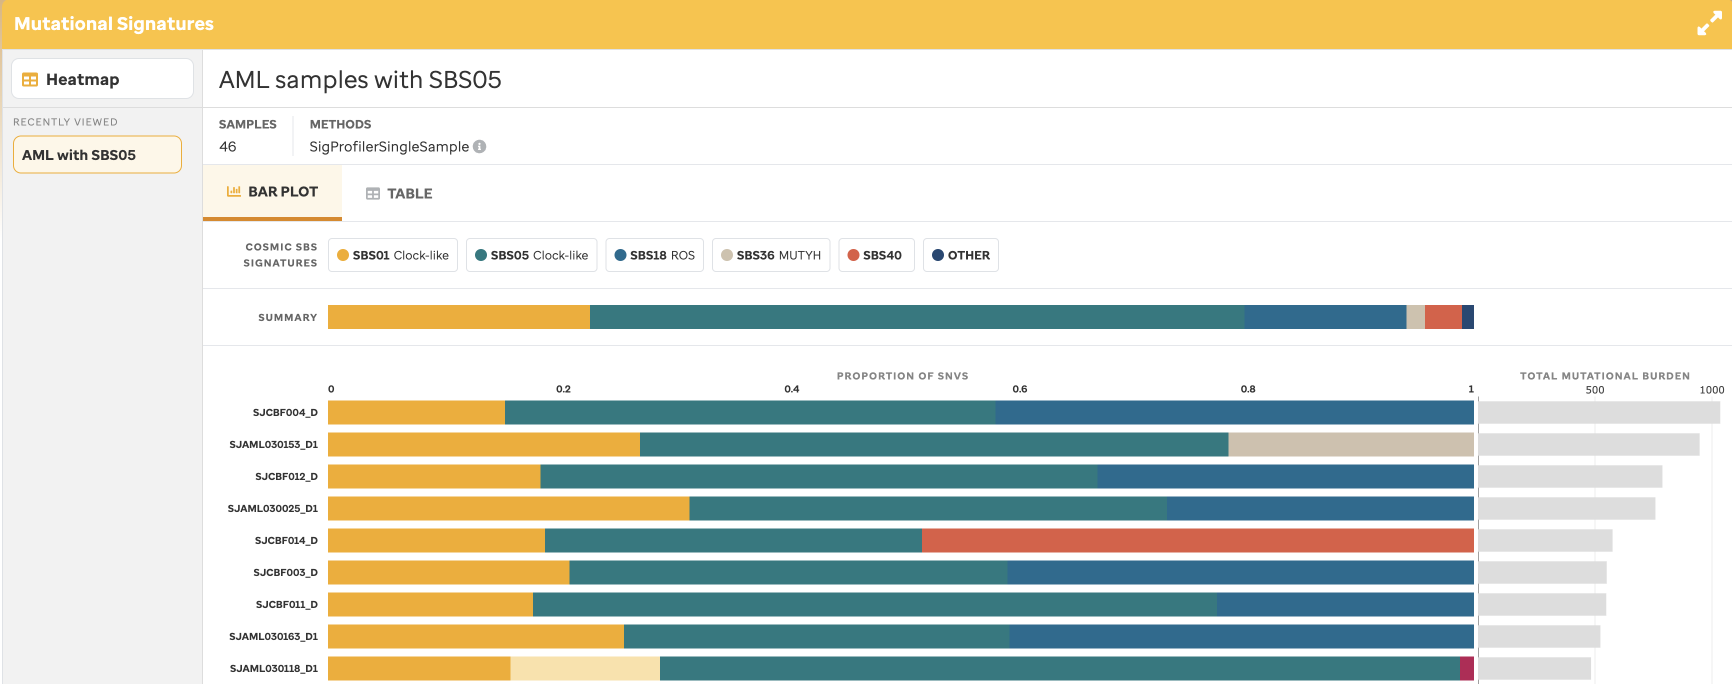 Mutational Signatures
Heatmap
RECENTLY VIEWED
AML with SBS05
AML samples with SBS05
SAMPLES
46
METHODS
SigProfilerSingleSample
BAR PLOT
TABLE
COSMIC SBS
SIGNATURES
SBS01 Clock-like
SBS05 Clock-like
SBS18 ROS
SBS36 MUTYH
SBS40
OTHER
SUMMARY
PROPORTION OF SNVS
0 0.2 0.4 0.6 0.8 1
TOTAL MUTATIONAL BURDEN
500 1000
SJCBF004_D
SJAML030153_D1
SJCBF012_D
SJAML030025_D1
SJCBF014_D
SJCBF003_D
SJCBF011_D
SJAML030163_D1
SJAML030118_D1